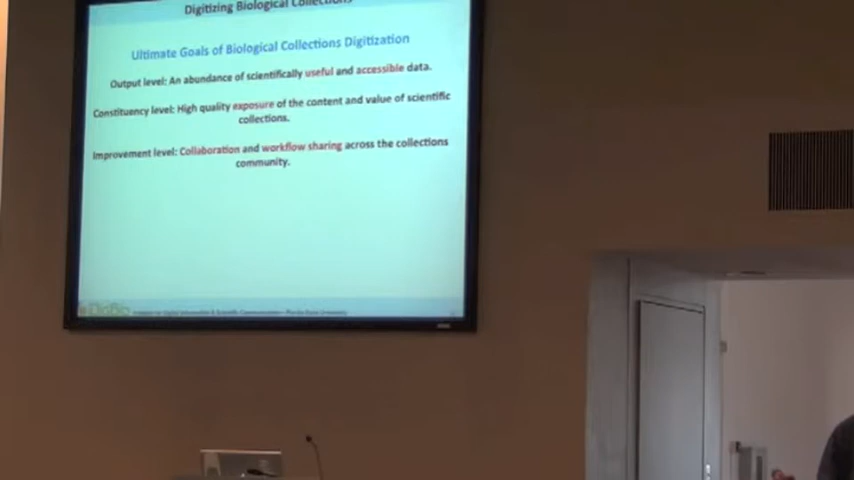 Digitizing Biological Collections
Ultimate Goals of Biological Collections Digitization
Output level: An abundance of scientifically useful and accessible data.
Constituency level: High quality exposure of the content and value of scientific
collections.
Improvement level: Collaboration and workflow sharing across the collections
community.